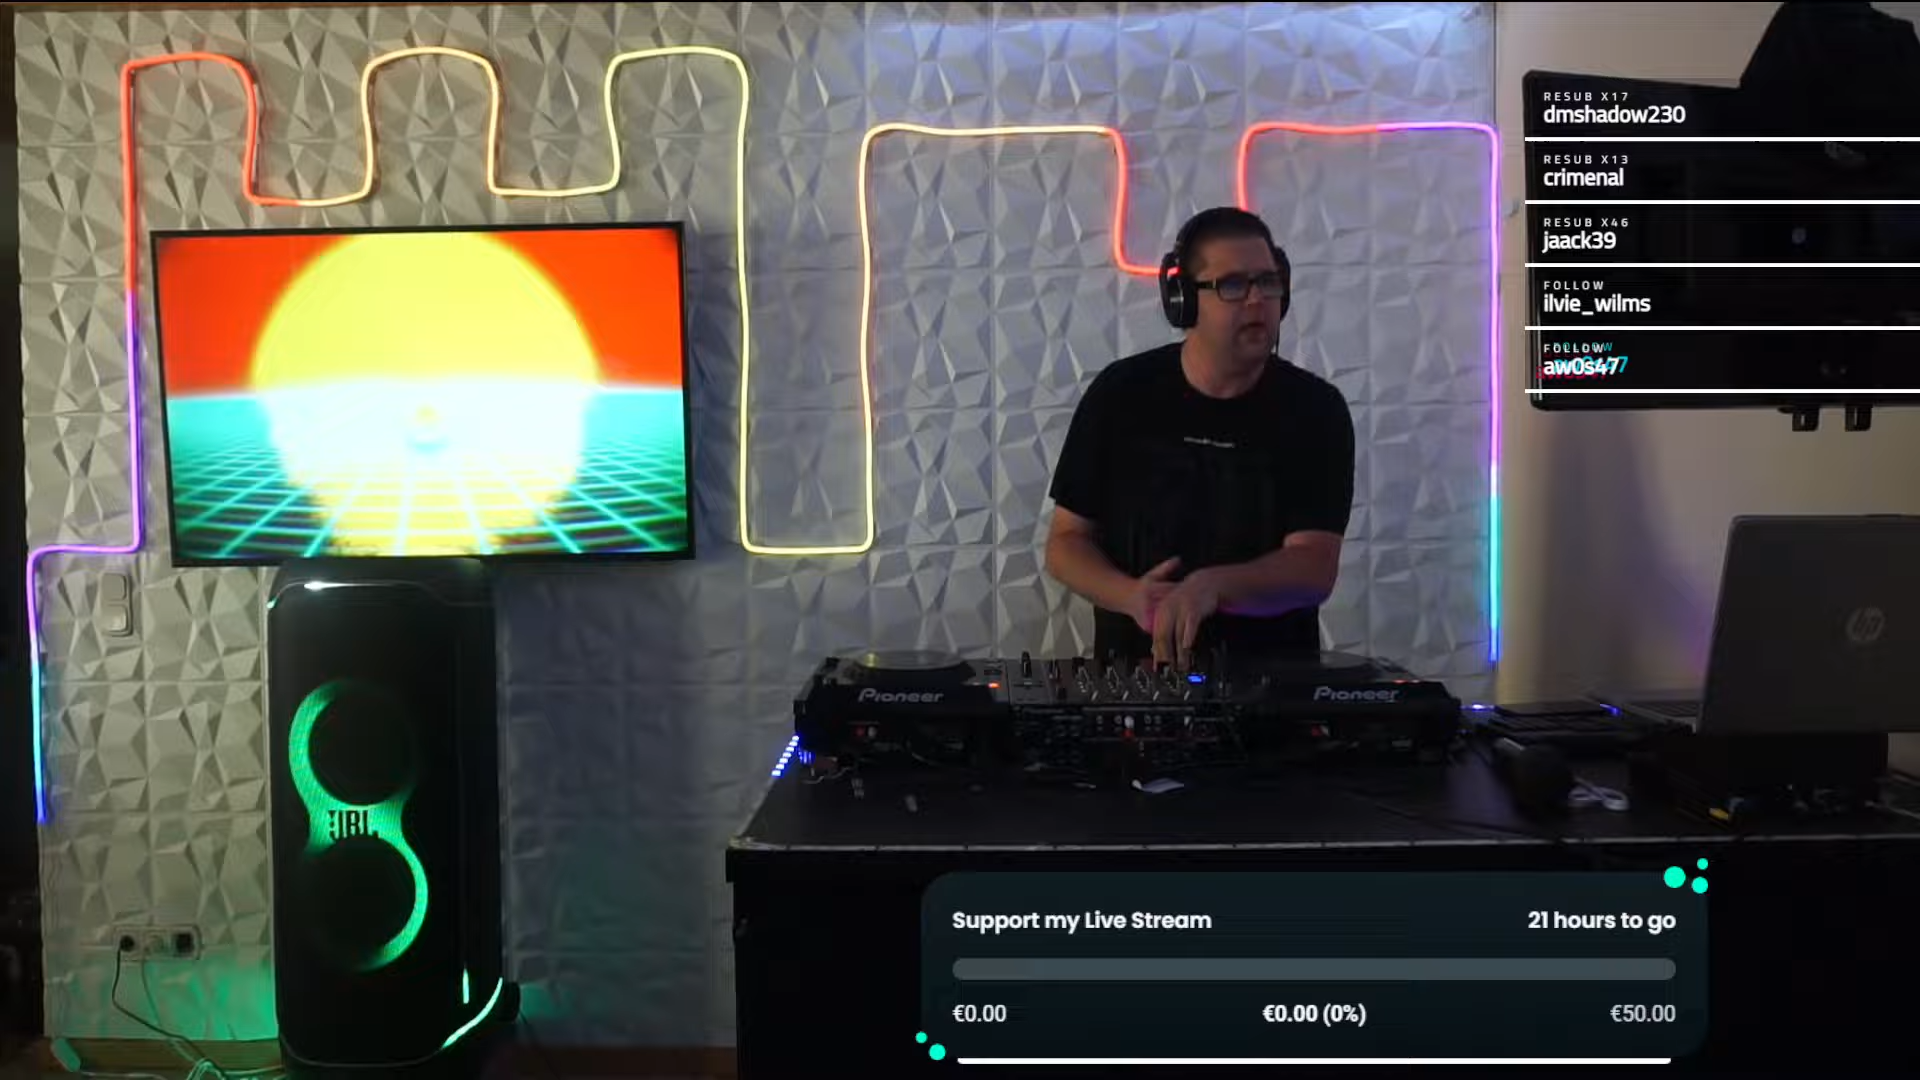 RESUB X17
dmshadow230
RESUB X13
crimenal
RESUB X46
jaack39
FOLLOW
ilvie_wilms
FOLLOW
aw0s47
Pioneer
Pioneer
hp
JBL
Support my Live Stream
21 hours to go
€0.00
€0.00 (0%)
€50.00